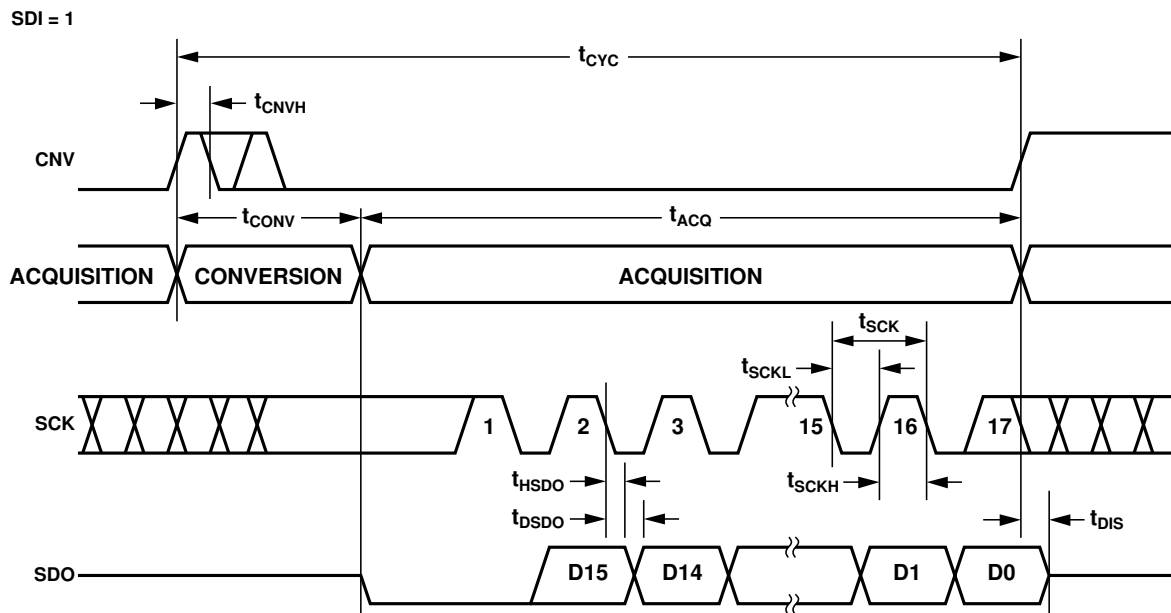 SDI = 1
tCYC
tCNVH
CNV
tCONV
tACQ
ACQUISITION CONVERSION ACQUISITION
tSCK
tSCKL
SCK 1 2 3 15 16 17
tHSDO
tSCKH
tDSDO
tDIS
SDO D15 D14 D1 D0